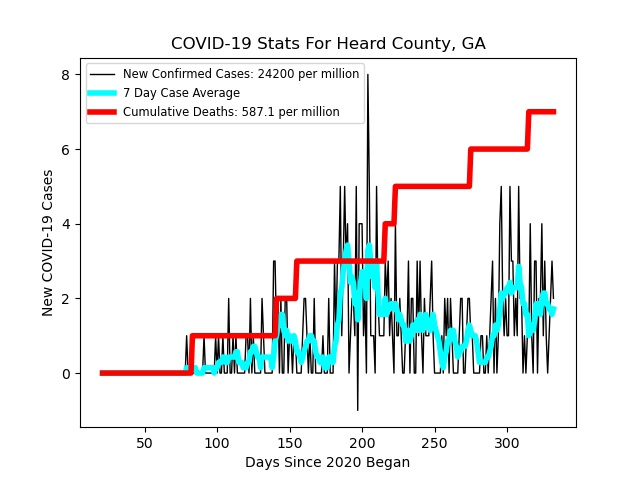 COVID-19 Stats For Heard County, GA
New Confirmed Cases: 24200 per million
7 Day Case Average
Cumulative Deaths: 587.1 per million
New COVID-19 Cases
8
6
4
2
0
50 100 150 200 250 300
Days Since 2020 Began